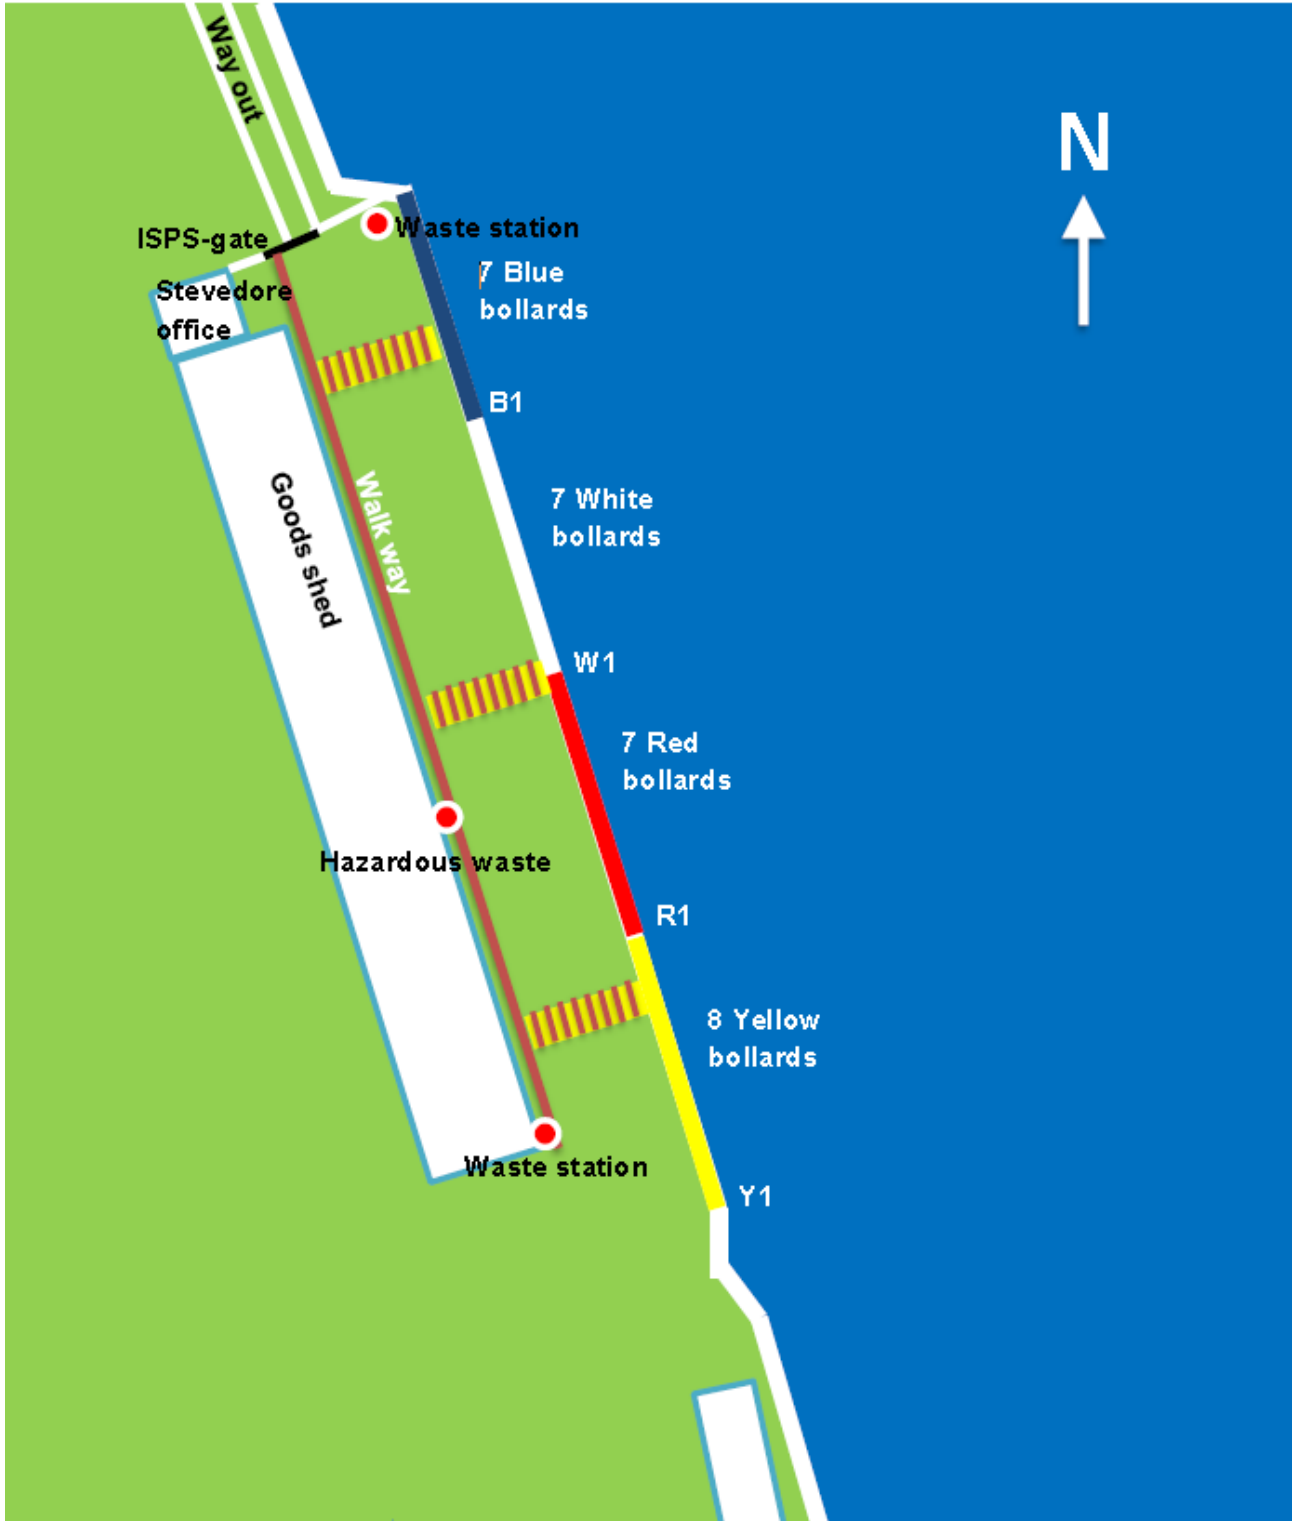 Way out
N
Waste station
ISPS-gate
7 Blue
bollards
Stevedore
office
B1
Goods shed
Walk way
7 White
bollards
W1
7 Red
bollards
Hazardous waste
R1
8 Yellow
bollards
Waste station
Y1